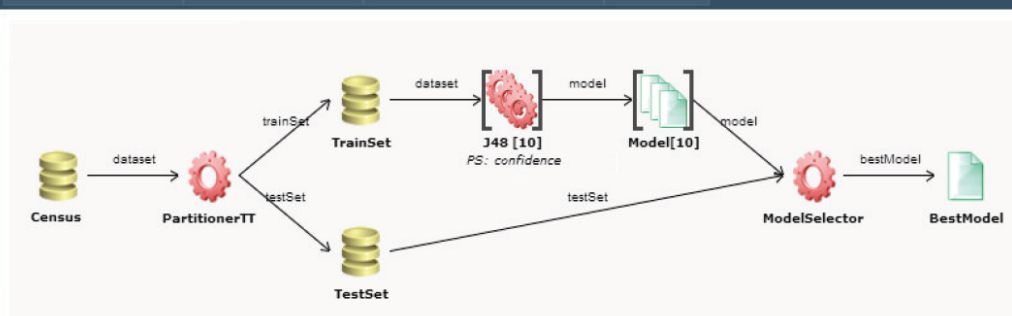 dataset
model
trainSet
TrainSet
J48 [10]
PS: confidence
Model[10]
model
dataset
bestModel
Census
PartitionerTT
testSet
testSet
ModelSelector
BestModel
TestSet